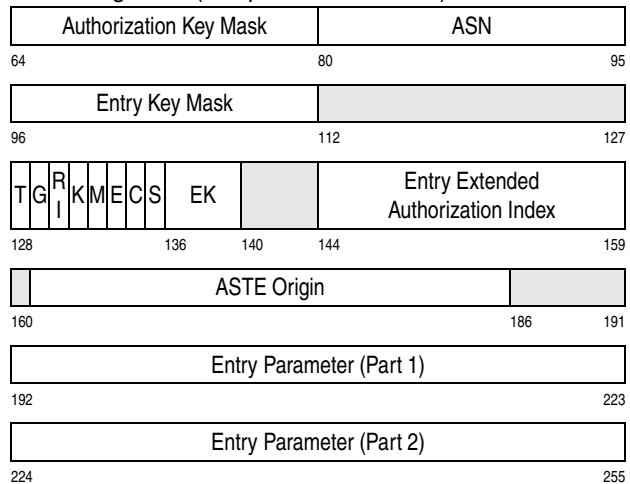 Authorization Key Mask ASN
64 80 95
Entry Key Mask
96 112 127
T G R I K M E C S EK Entry Extended Authorization Index
128 136 140 144 159
ASTE Origin
160 186 191
Entry Parameter (Part 1)
192 223
Entry Parameter (Part 2)
224 255